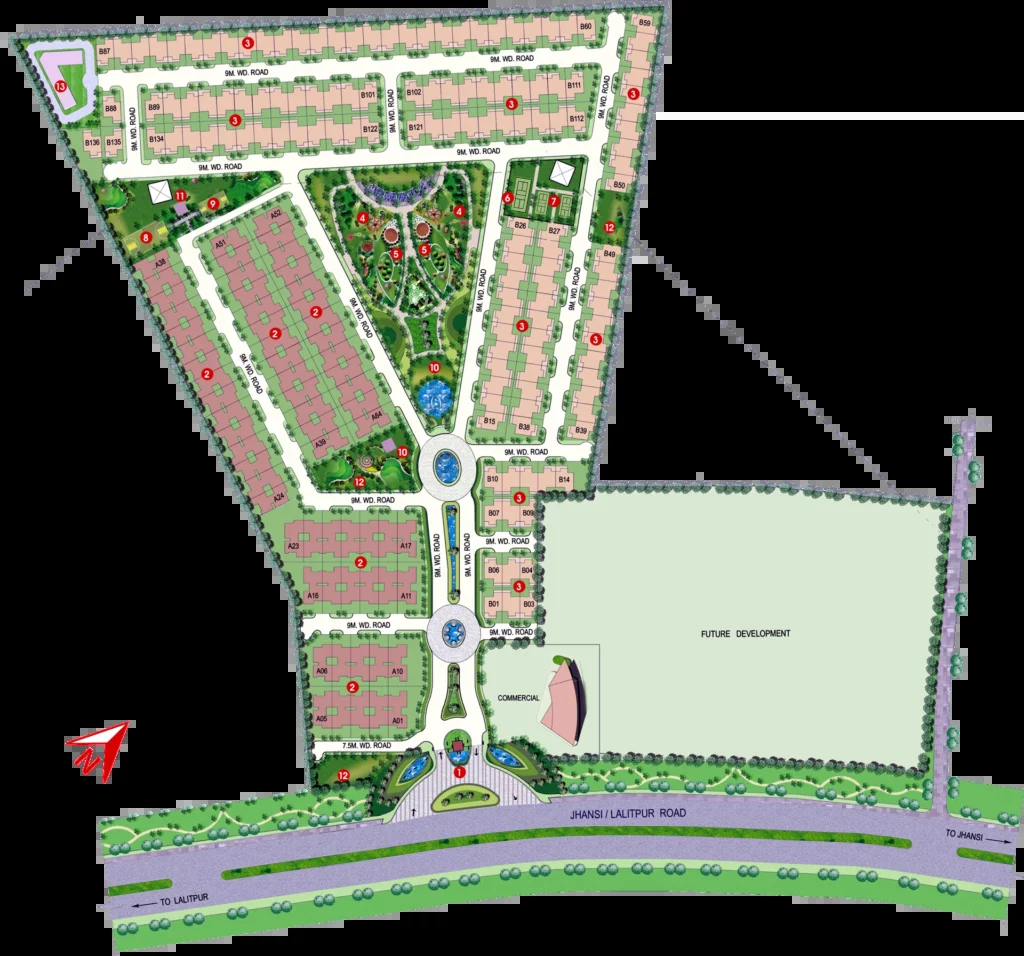 B59
B60
3
B87
9M. WD. ROAD
9M. WD. ROAD
3
13
B101
B102
B111
B88
B89
3
3
9M. WD. ROAD
9M. WD. ROAD
9M. WD. ROAD
B122
B121
B112
B136
B135
B134
9M. WD. ROAD
9M. WD. ROAD
B50
11
9
6
7
4
4
A52
B26
B27
12
8
A51
5
5
B49
A38
9M. WD. ROAD
9M. WD. ROAD
9M. WD. ROAD
2
2
3
3
9M. WD. ROAD
2
10
A64
B15
B38
B39
A39
10
9M. WD. ROAD
12
B10
B14
A24
9M. WD. ROAD
3
B07
B09
A23
A17
9M. WD. ROAD
9M. WD. ROAD
9M. WD. ROAD
2
B06
B04
3
A16
A11
B01
B03
9M. WD. ROAD
9M. WD. ROAD
FUTURE DEVELOPMENT
A06
A10
2
COMMERCIAL
A05
A01
7.5M. WD. ROAD
N
12
1
JHANSI / LALITPUR ROAD
TO JHANSI
TO LALITPUR